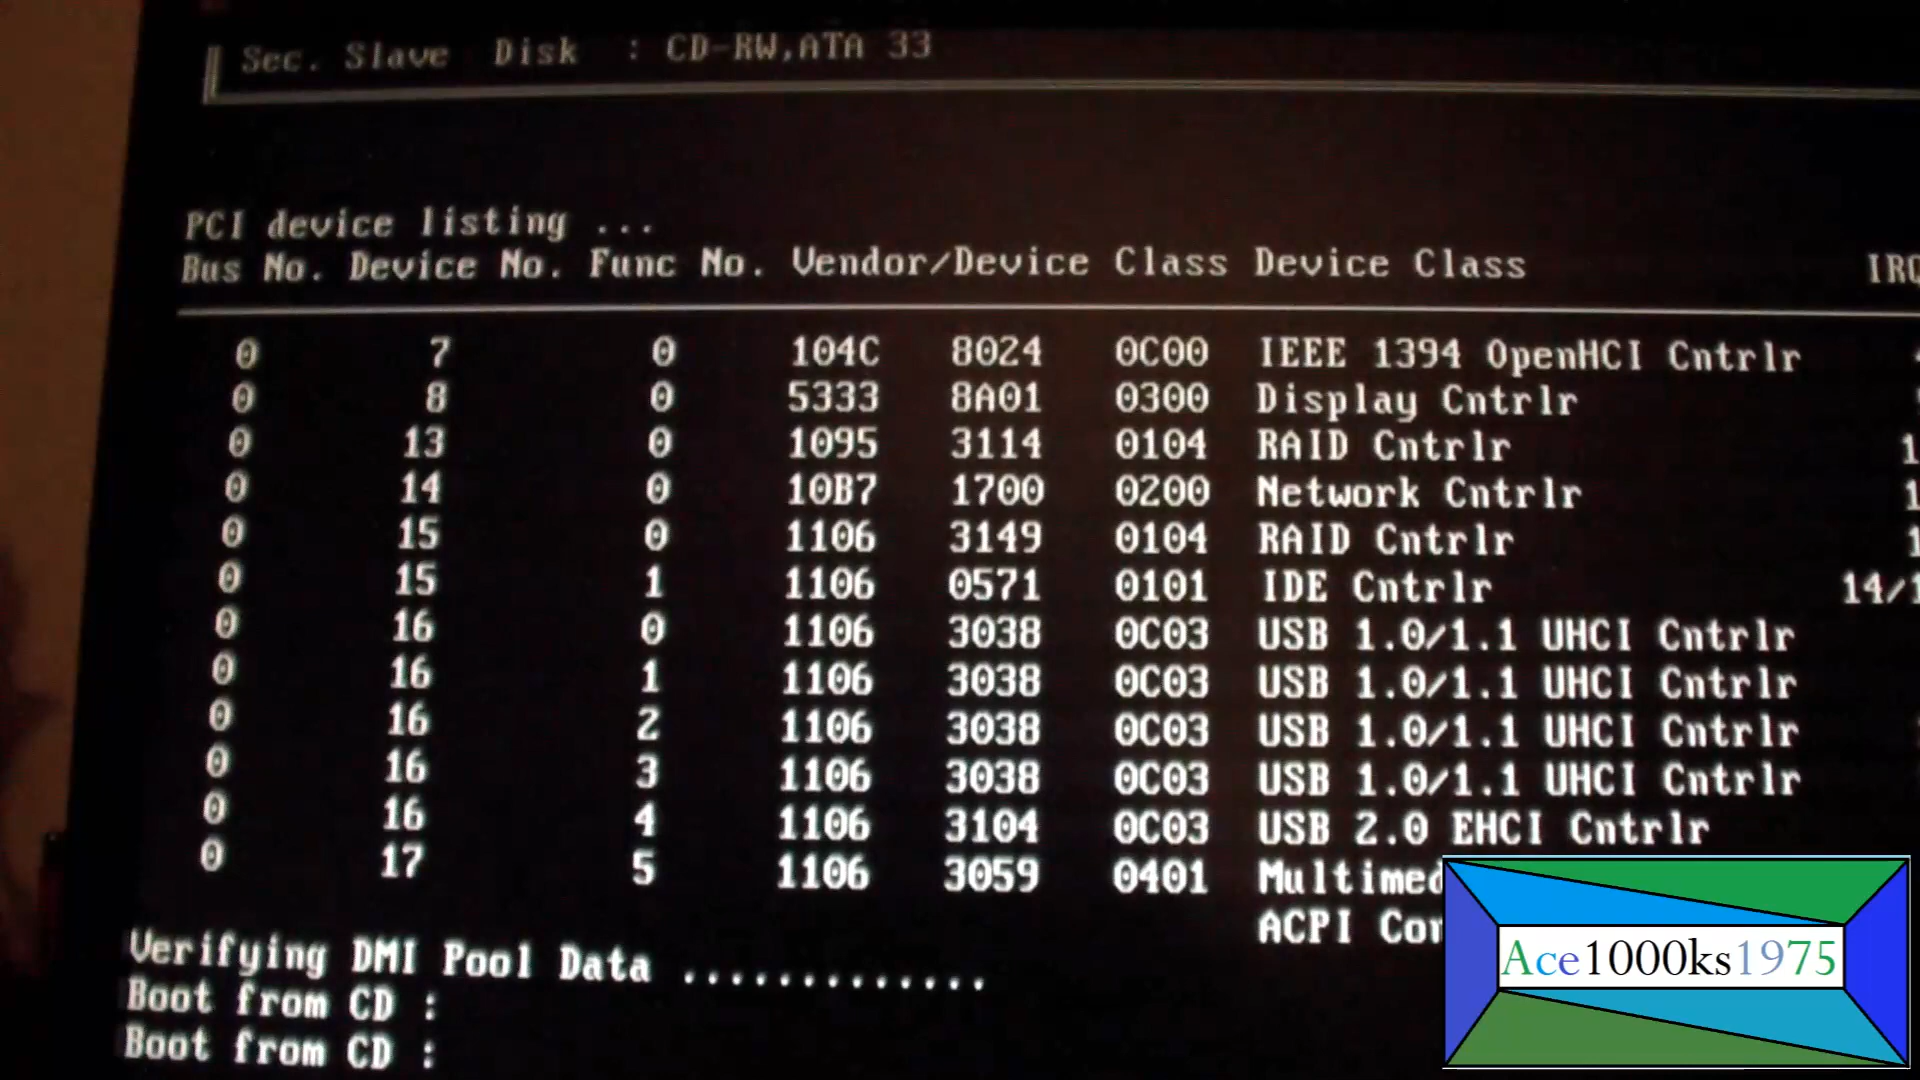 Sec. Slave Disk : CD-RW,ATA 33
PCI device listing ...
Bus No. Device No. Func No. Vendor/Device Class Device Class IRQ
0 7 0 104C 8024 0C00 IEEE 1394 OpenHCI Cntrlr
0 8 0 5333 8A01 0300 Display Cntrlr
0 13 0 1095 3114 0104 RAID Cntrlr
0 14 0 10B7 1700 0200 Network Cntrlr
0 15 0 1106 3149 0104 RAID Cntrlr
0 15 1 1106 0571 0101 IDE Cntrlr 14/1
0 16 0 1106 3038 0C03 USB 1.0/1.1 UHCI Cntrlr
0 16 1 1106 3038 0C03 USB 1.0/1.1 UHCI Cntrlr
0 16 2 1106 3038 0C03 USB 1.0/1.1 UHCI Cntrlr
0 16 3 1106 3038 0C03 USB 1.0/1.1 UHCI Cntrlr
0 16 4 1106 3104 0C03 USB 2.0 EHCI Cntrlr
0 17 5 1106 3059 0401 Multimed
ACPI Con
Verifying DMI Pool Data .............
Boot from CD :
Boot from CD :
Ace1000ks1975